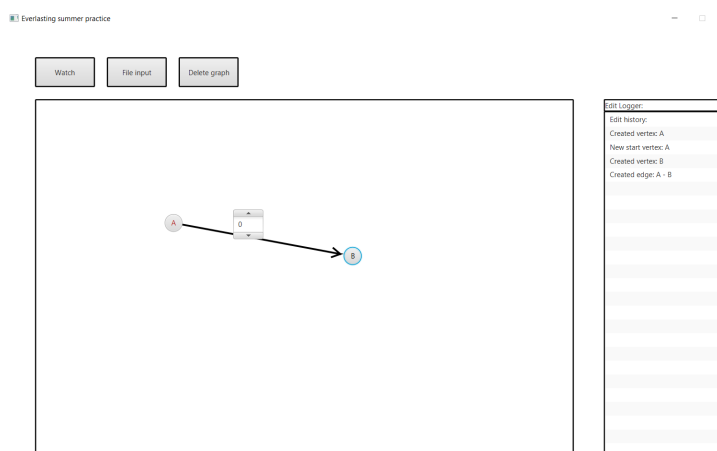 Everlasting summer practice
Watch
File input
Delete graph
Edit Logger:
Edit history:
Created vertex: A
New start vertex: A
Created vertex: B
Created edge: A - B
A
0
B